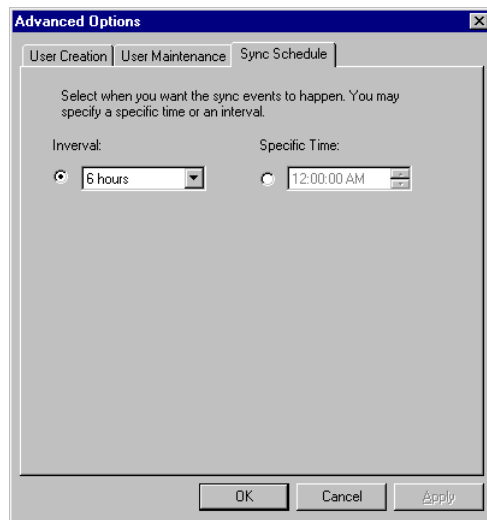 Advanced Options
User Creation User Maintenance Sync Schedule
Select when you want the sync events to happen. You may
specify a specific time or an interval.
Inverval: Specific Time:
6 hours 12:00:00 AM
OK Cancel Apply